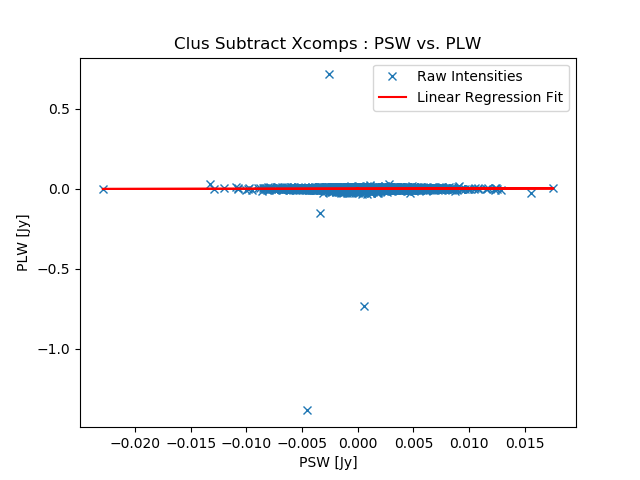 Clus Subtract Xcomps : PSW vs. PLW
Raw Intensities
Linear Regression Fit
0.5
0.0
−0.5
−1.0
PLW [Jy]
−0.020 −0.015 −0.010 −0.005 0.000 0.005 0.010 0.015
PSW [Jy]